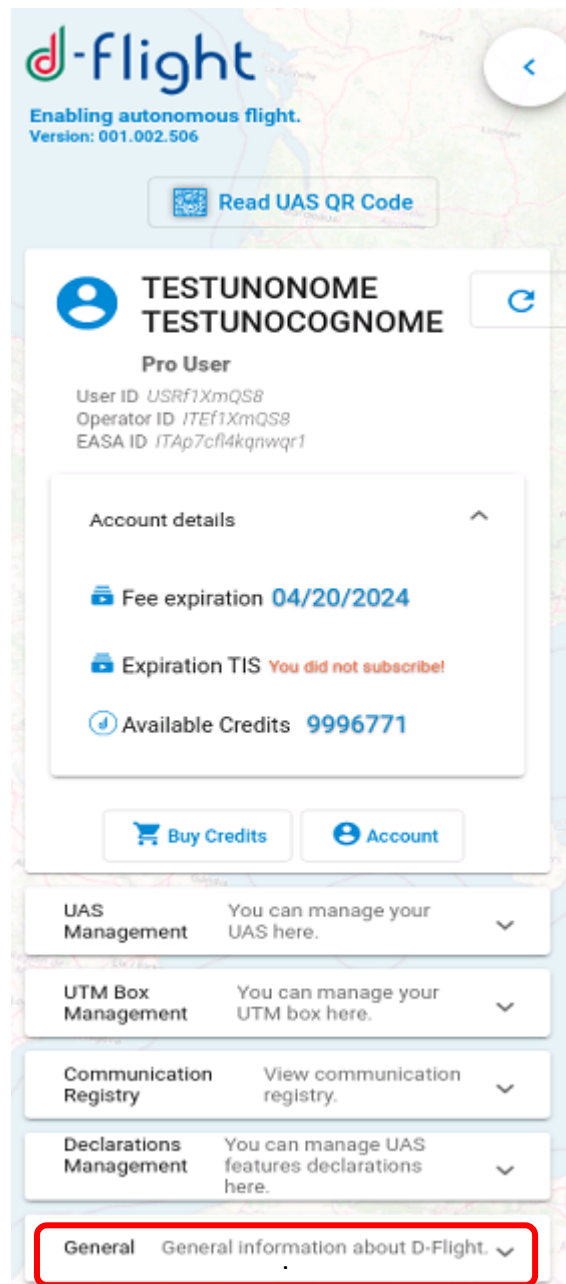 d-flight
Enabling autonomous flight.
Version: 001.002.506
Read UAS QR Code
TESTUNONOME
TESTUNOCOGNOME
Pro User
User ID USRf1XmQS8
Operator ID ITEf1XmQS8
EASA ID ITAp7cfl4kqnwqr1
Account details
Fee expiration 04/20/2024
Expiration TIS You did not subscribe!
Available Credits 9996771
Buy Credits
Account
UAS Management
You can manage your UAS here.
UTM Box Management
You can manage your UTM box here.
Communication Registry
View communication registry.
Declarations Management
You can manage UAS features declarations here.
General General information about D-Flight.